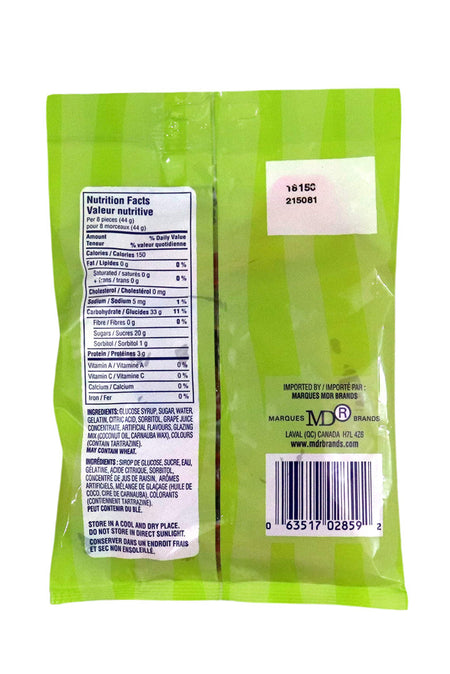 Nutrition Facts
Valeur nutritive
Per 8 pieces (44 g)
pour 8 morceaux (44 g)
Amount % Daily Value
Teneur % valeur quotidienne
Calories / Calories 150
Fat / Lipides 0 g 0 %
Saturated / saturés 0 g
+ trans / trans 0 g 0 %
Cholesterol / Cholestérol 0 mg
Sodium / Sodium 5 mg 1 %
Carbohydrate / Glucides 33 g 11 %
Fibre / Fibres 0 g 0 %
Sugars / Sucres 20 g
Sorbitol / Sorbitol 1 g
Protein / Protéines 3 g
Vitamin A / Vitamine A 0 %
Vitamin C / Vitamine C 0 %
Calcium / Calcium 0 %
Iron / Fer 0 %
INGREDIENTS: GLUCOSE SYRUP, SUGAR, WATER,
GELATIN, CITRIC ACID, SORBITOL, GRAPE JUICE
CONCENTRATE, ARTIFICIAL FLAVOURS, GLAZING
MIX (COCONUT OIL, CARNAUBA WAX), COLOURS
(CONTAIN TARTRAZINE).
MAY CONTAIN WHEAT.
INGRÉDIENTS : SIROP DE GLUCOSE, SUCRE, EAU,
GÉLATINE, ACIDE CITRIQUE, SORBITOL,
CONCENTRÉ DE JUS DE RAISIN, ARÔMES
ARTIFICIELS, MÉLANGE DE GLAÇAGE (HUILE DE
COCO, CIRE DE CARNAUBA), COLORANTS
(CONTIENNENT TARTRAZINE).
PEUT CONTENIR DU BLÉ.
STORE IN A COOL AND DRY PLACE.
DO NOT STORE IN DIRECT SUNLIGHT.
CONSERVER DANS UN ENDROIT FRAIS
ET SEC NON ENSOLEILLÉ.
215081
IMPORTED BY / IMPORTÉ PAR :
MARQUES MDR BRANDS
MARQUES MDR BRANDS
LAVAL (QC) CANADA H7L 4Z6
www.mdrbrands.com
0 63517 02859 2